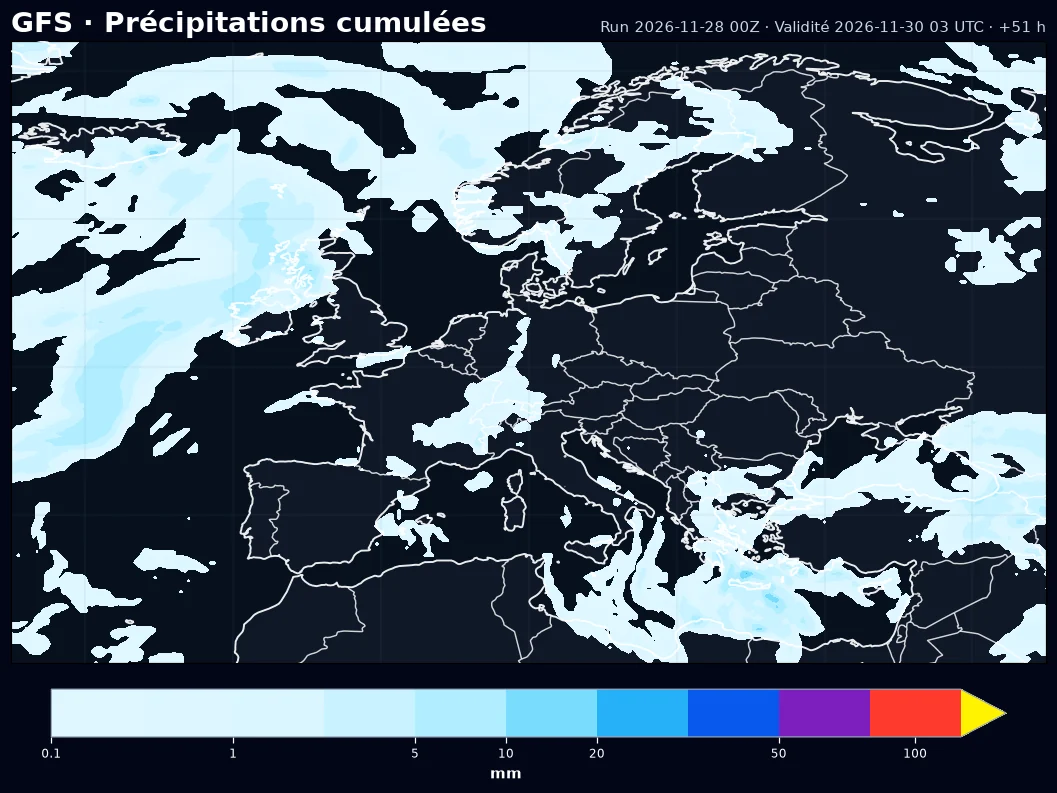 GFS · Précipitations cumulées
Run 2026-11-28 00Z · Validité 2026-11-30 03 UTC · +51 h
0.1 1 5 10 20 50 100
mm